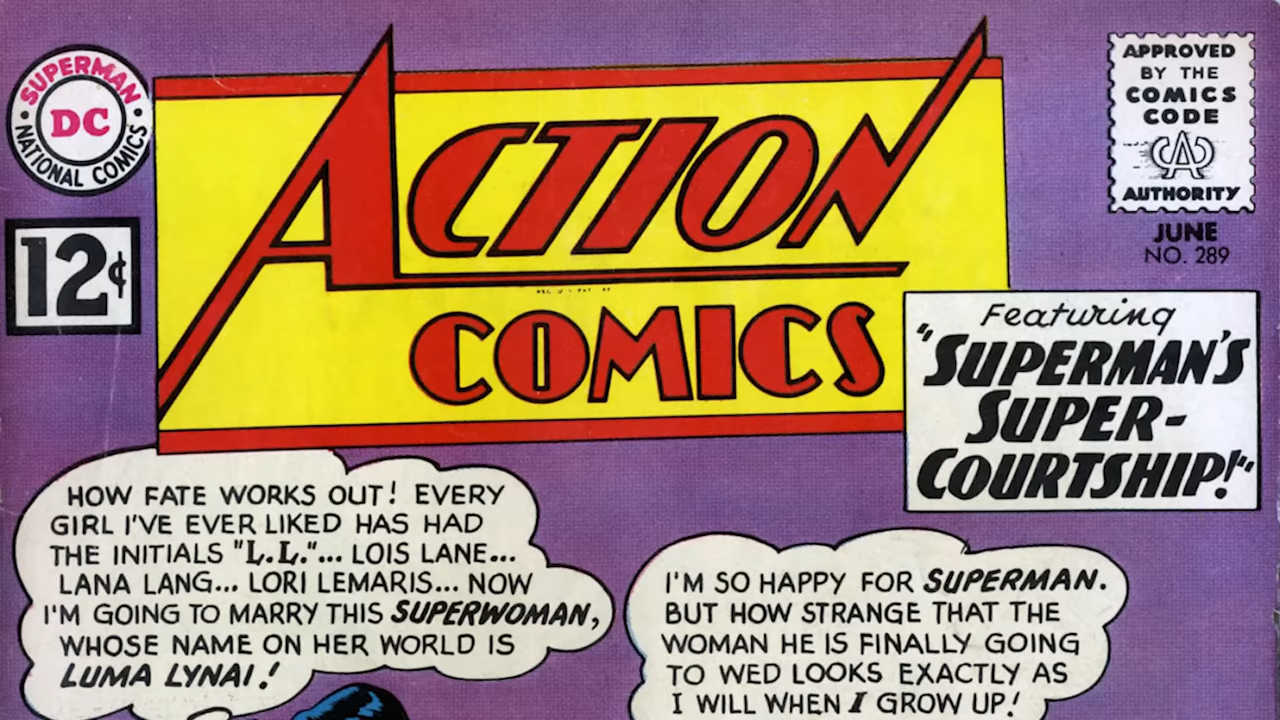 SUPERMAN
DC
NATIONAL COMICS
12¢
ACTION
COMICS
APPROVED
BY THE
COMICS
CODE
CA
AUTHORITY
JUNE
NO. 289
Featuring
"SUPERMAN'S
SUPER-
COURTSHIP!"
HOW FATE WORKS OUT! EVERY
GIRL I'VE EVER LIKED HAS HAD
THE INITIALS "L.L."... LOIS LANE...
LANA LANG... LORI LEMARIS... NOW
I'M GOING TO MARRY THIS SUPERWOMAN,
WHOSE NAME ON HER WORLD IS
LUMA LYNAI!
I'M SO HAPPY FOR SUPERMAN.
BUT HOW STRANGE THAT THE
WOMAN HE IS FINALLY GOING
TO WED LOOKS EXACTLY AS
I WILL WHEN I GROW UP!